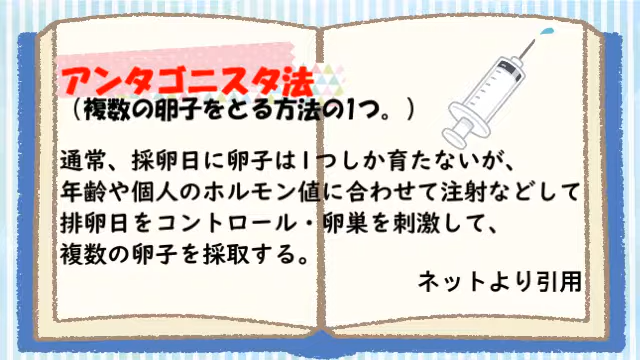 アンタゴニスタ法
（複数の卵子をとる方法の1つ。）
通常、採卵日に卵子は1つしか育たないが、
年齢や個人のホルモン値に合わせて注射などして
排卵日をコントロール・卵巣を刺激して、
複数の卵子を採取する。
ネットより引用